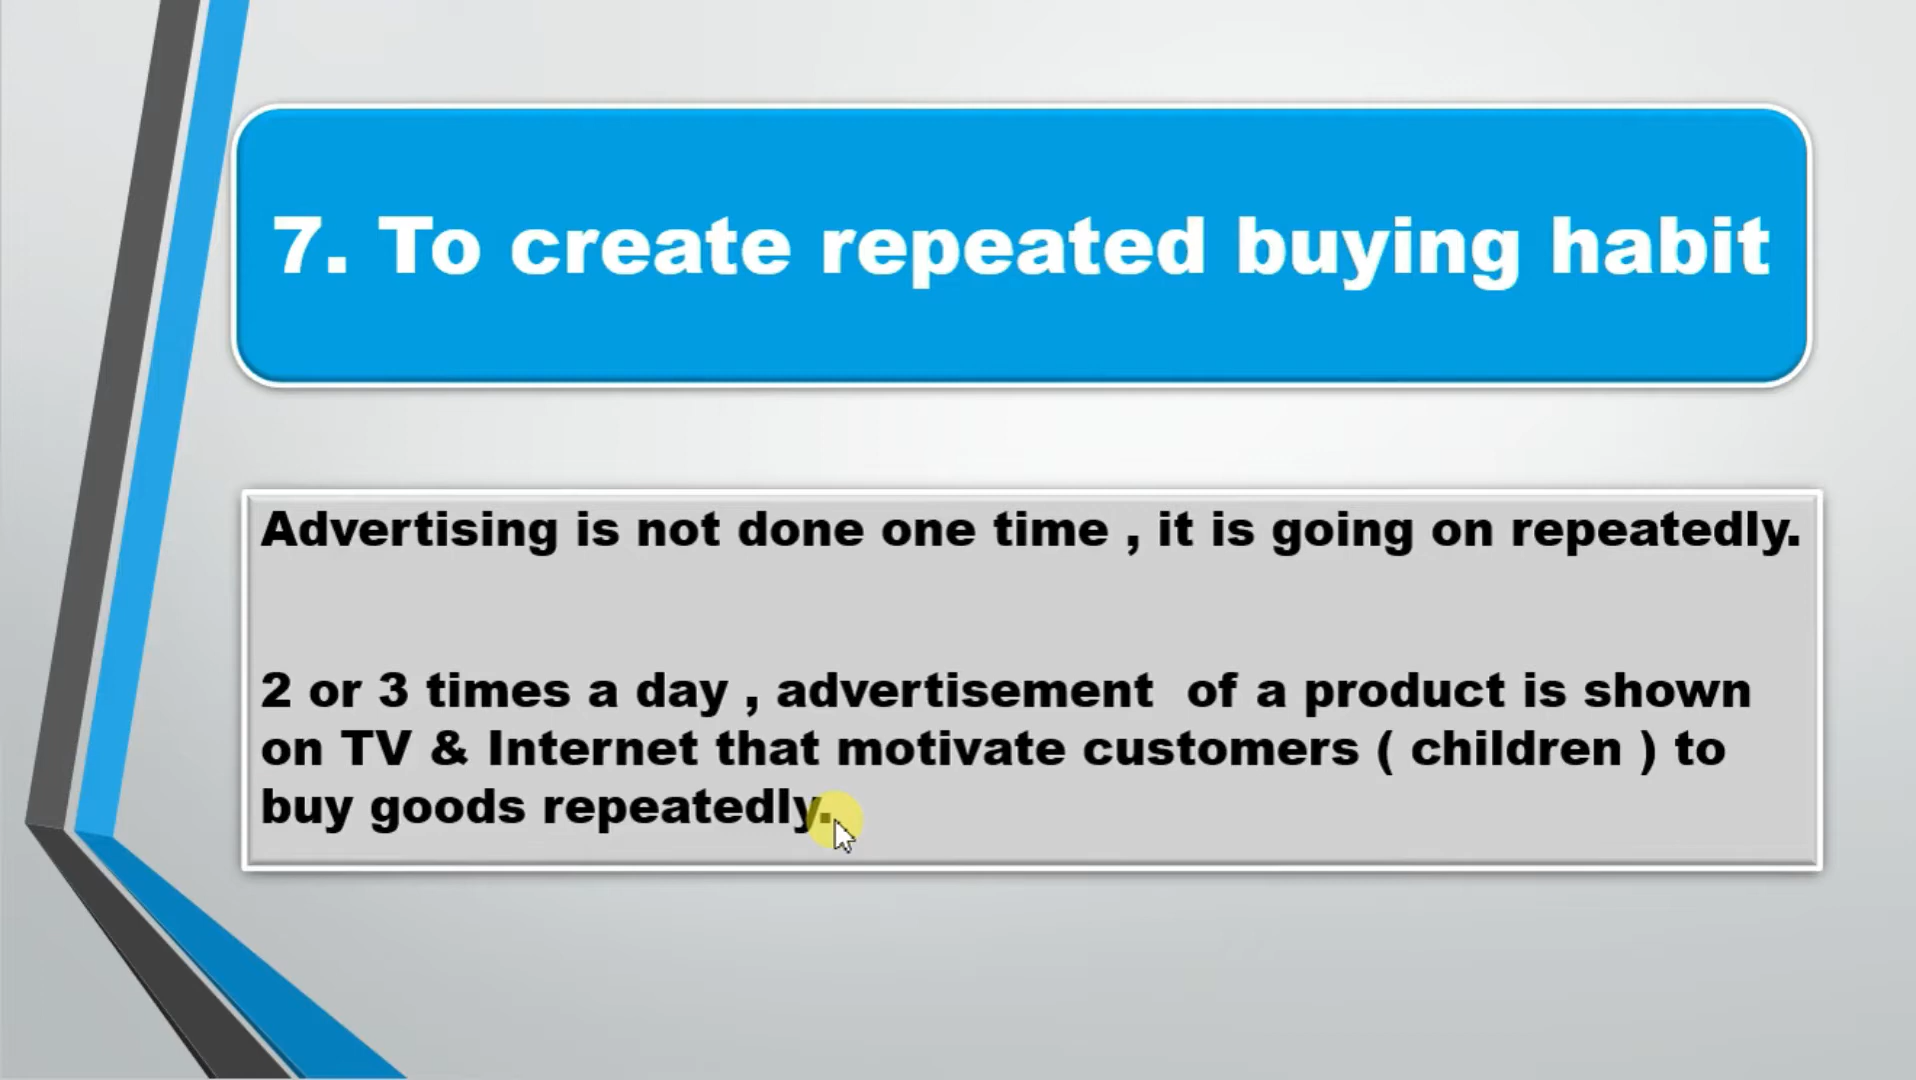 7. To create repeated buying habit
Advertising is not done one time , it is going on repeatedly.
2 or 3 times a day , advertisement  of a product is shown
on TV & Internet that motivate customers ( children ) to
buy goods repeatedly.